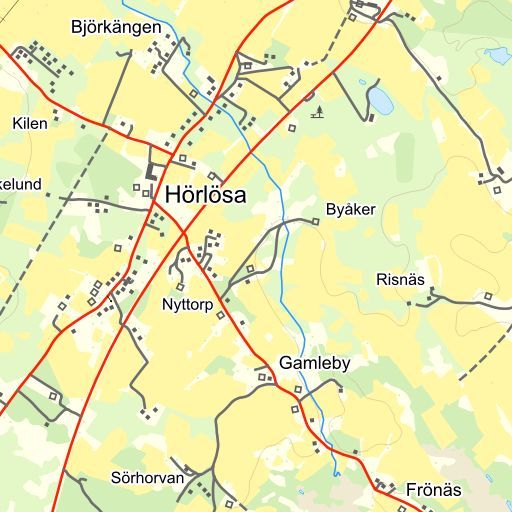 Björkängen
Kilen
kelund
Hörlösa
Byåker
Risnäs
Nyttorp
Gamleby
Sörhorvan
Frönäs